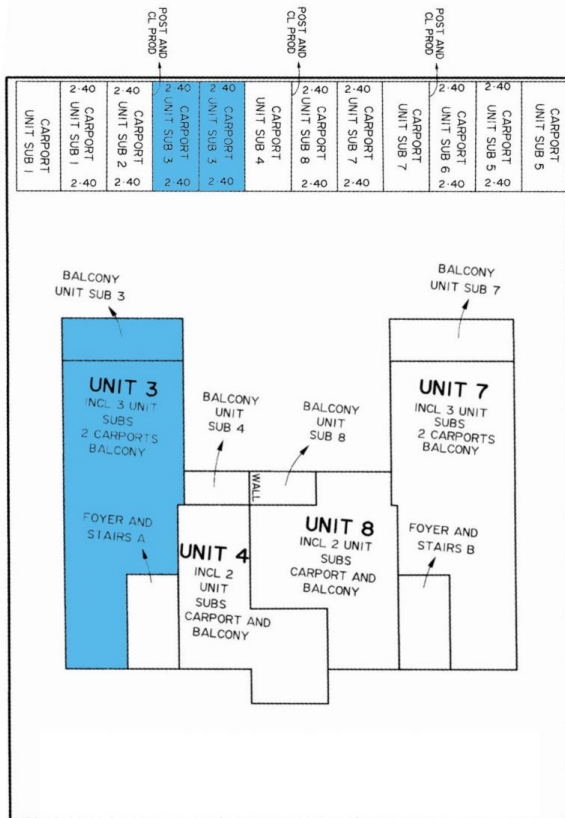 POST AND
CL PROD
POST AND
CL PROD
POST AND
CL PROD
CARPORT
UNIT SUB 1
2·40
CARPORT
UNIT SUB 1
2·40
2·40
CARPORT
UNIT SUB 2
2·40
2·40
CARPORT
UNIT SUB 3
2·40
2·40
CARPORT
UNIT SUB 3
2·40
CARPORT
UNIT SUB 4
2·40
CARPORT
UNIT SUB 8
2·40
2·40
CARPORT
UNIT SUB 7
2·40
CARPORT
UNIT SUB 7
2·40
CARPORT
UNIT SUB 6
2·40
2·40
CARPORT
UNIT SUB 5
2·40
CARPORT
UNIT SUB 5
BALCONY
UNIT SUB 3
BALCONY
UNIT SUB 7
UNIT 3
INCL 3 UNIT
SUBS
2 CARPORTS
BALCONY
BALCONY
UNIT
SUB 4
BALCONY
UNIT
SUB 8
UNIT 7
INCL 3 UNIT
SUBS
2 CARPORTS
BALCONY
WALL
FOYER AND
STAIRS A
UNIT 4
INCL 2
UNIT
SUBS
CARPORT AND
BALCONY
UNIT 8
INCL 2 UNIT
SUBS
CARPORT AND
BALCONY
FOYER AND
STAIRS B